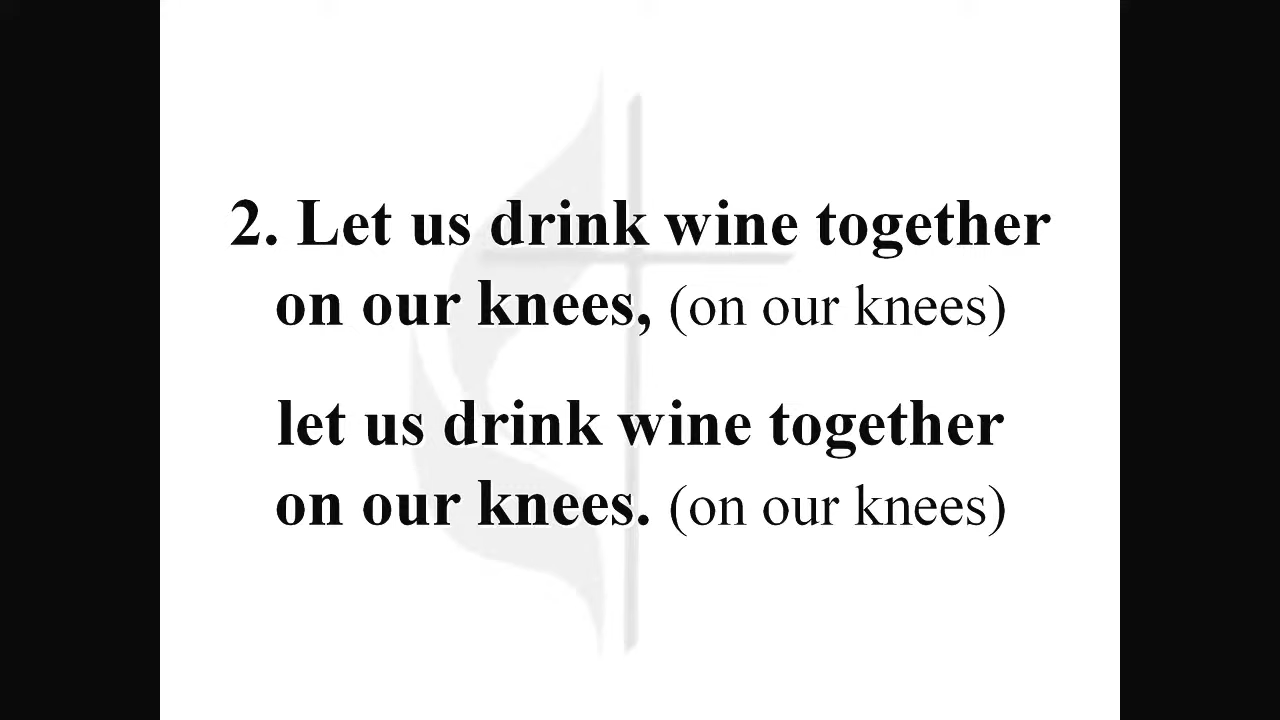 2. Let us drink wine together
on our knees, (on our knees)
let us drink wine together
on our knees. (on our knees)